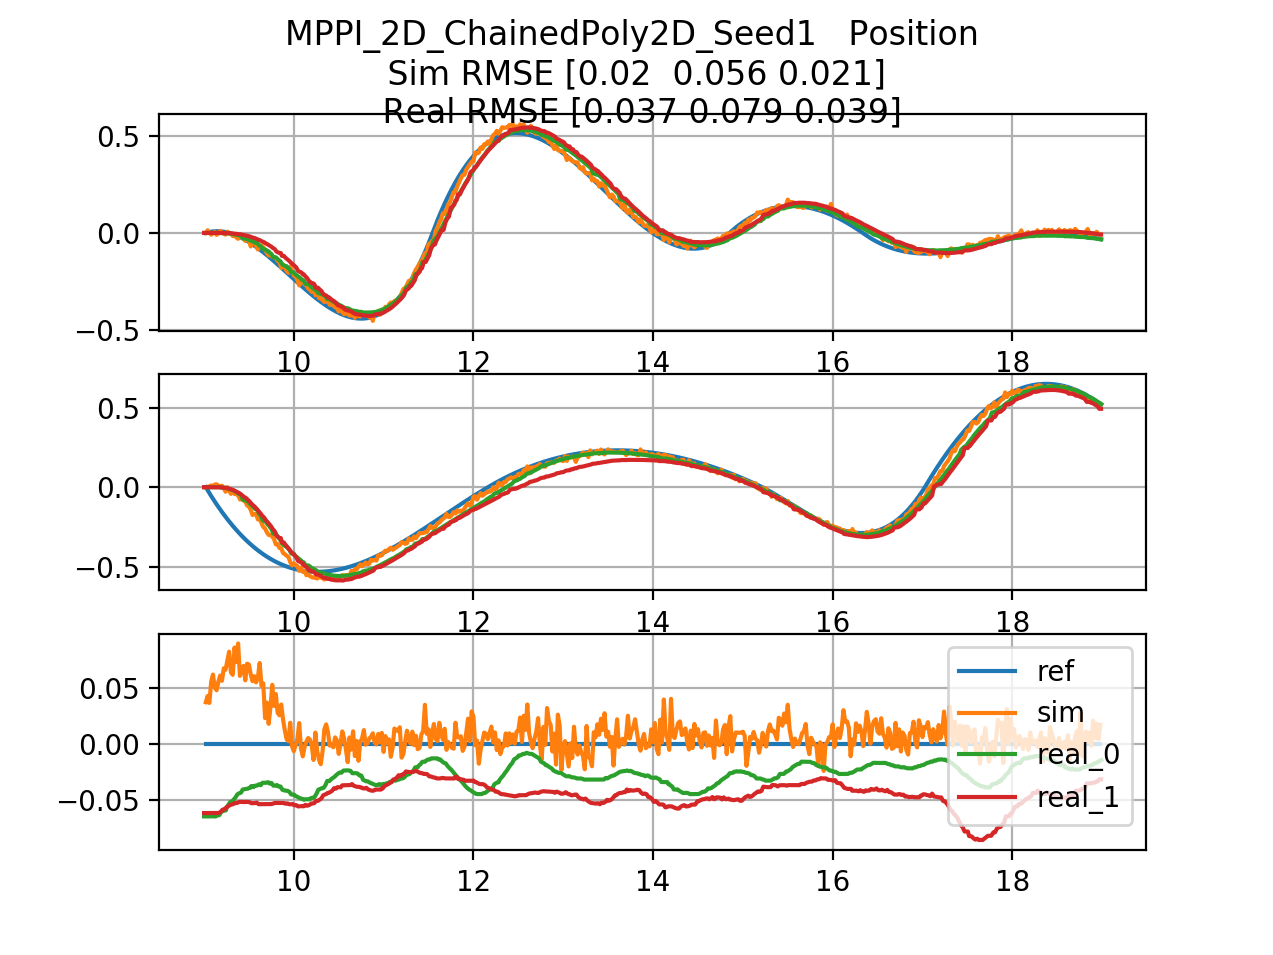 MPPI_2D_ChainedPoly2D_Seed1 Position
Sim RMSE [0.02 0.056 0.021]
Real RMSE [0.037 0.079 0.039]
0.5
0.0
−0.5
10 12 14 16 18
0.5
0.0
−0.5
10 12 14 16 18
0.05
0.00
−0.05
ref
sim
real_0
real_1
10 12 14 16 18